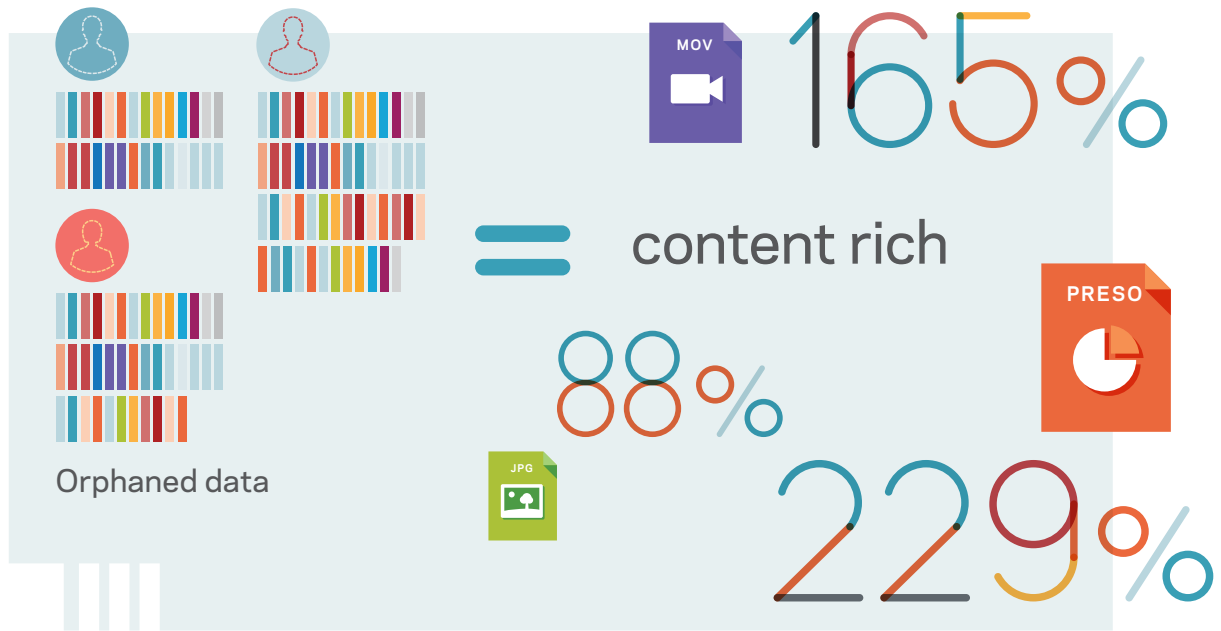 MOV
165%
content rich
PRESO
88%
JPG
Orphaned data
229%